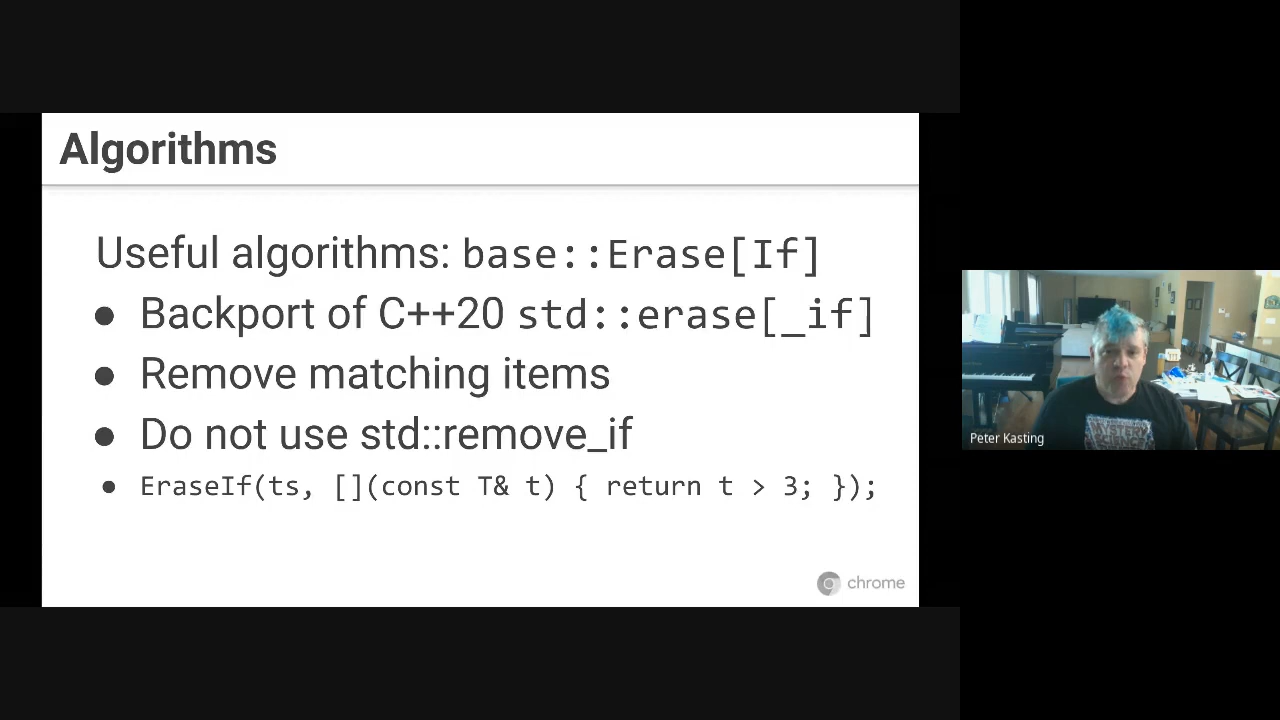 Algorithms
Useful algorithms: base::Erase[If]
● Backport of C++20 std::erase[_if]
● Remove matching items
● Do not use std::remove_if
● EraseIf(ts, [](const T& t) { return t > 3; });
chrome
MYSTERY
Peter Kasting